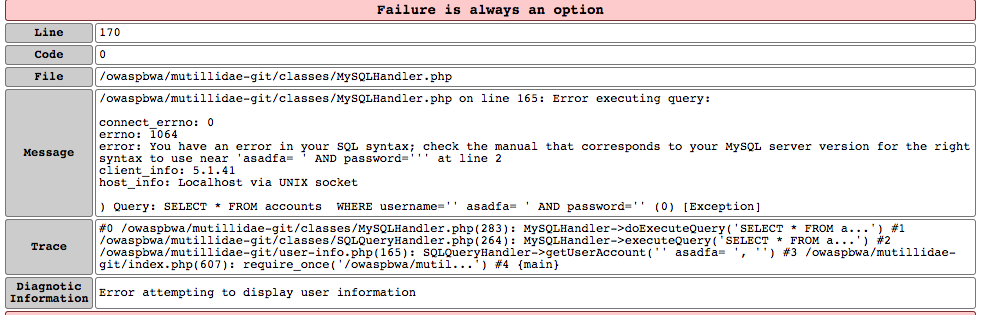 Failure is always an option
Line 170
Code 0
File /owaspbwa/mutillidae-git/classes/MySQLHandler.php
Message
/owaspbwa/mutillidae-git/classes/MySQLHandler.php on line 165: Error executing query:
connect_errno: 0
errno: 1064
error: You have an error in your SQL syntax; check the manual that corresponds to your MySQL server version for the right
syntax to use near 'asadfa= ' AND password=''' at line 2
client_info: 5.1.41
host_info: Localhost via UNIX socket
) Query: SELECT * FROM accounts  WHERE username='' asadfa= ' AND password='' (0) [Exception]
Trace
#0 /owaspbwa/mutillidae-git/classes/MySQLHandler.php(283): MySQLHandler->doExecuteQuery('SELECT * FROM a...') #1
/owaspbwa/mutillidae-git/classes/SQLQueryHandler.php(264): MySQLHandler->executeQuery('SELECT * FROM a...') #2
/owaspbwa/mutillidae-git/user-info.php(165): SQLQueryHandler->getUserAccount('' asadfa= ', '') #3 /owaspbwa/mutillidae-
git/index.php(607): require_once('/owaspbwa/mutil...') #4 {main}
Diagnostic
Information
Error attempting to display user information